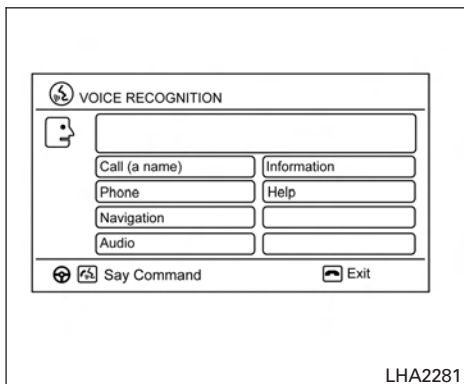 VOICE RECOGNITION
Call (a name) Information
Phone Help
Navigation
Audio
Say Command Exit
LHA2281